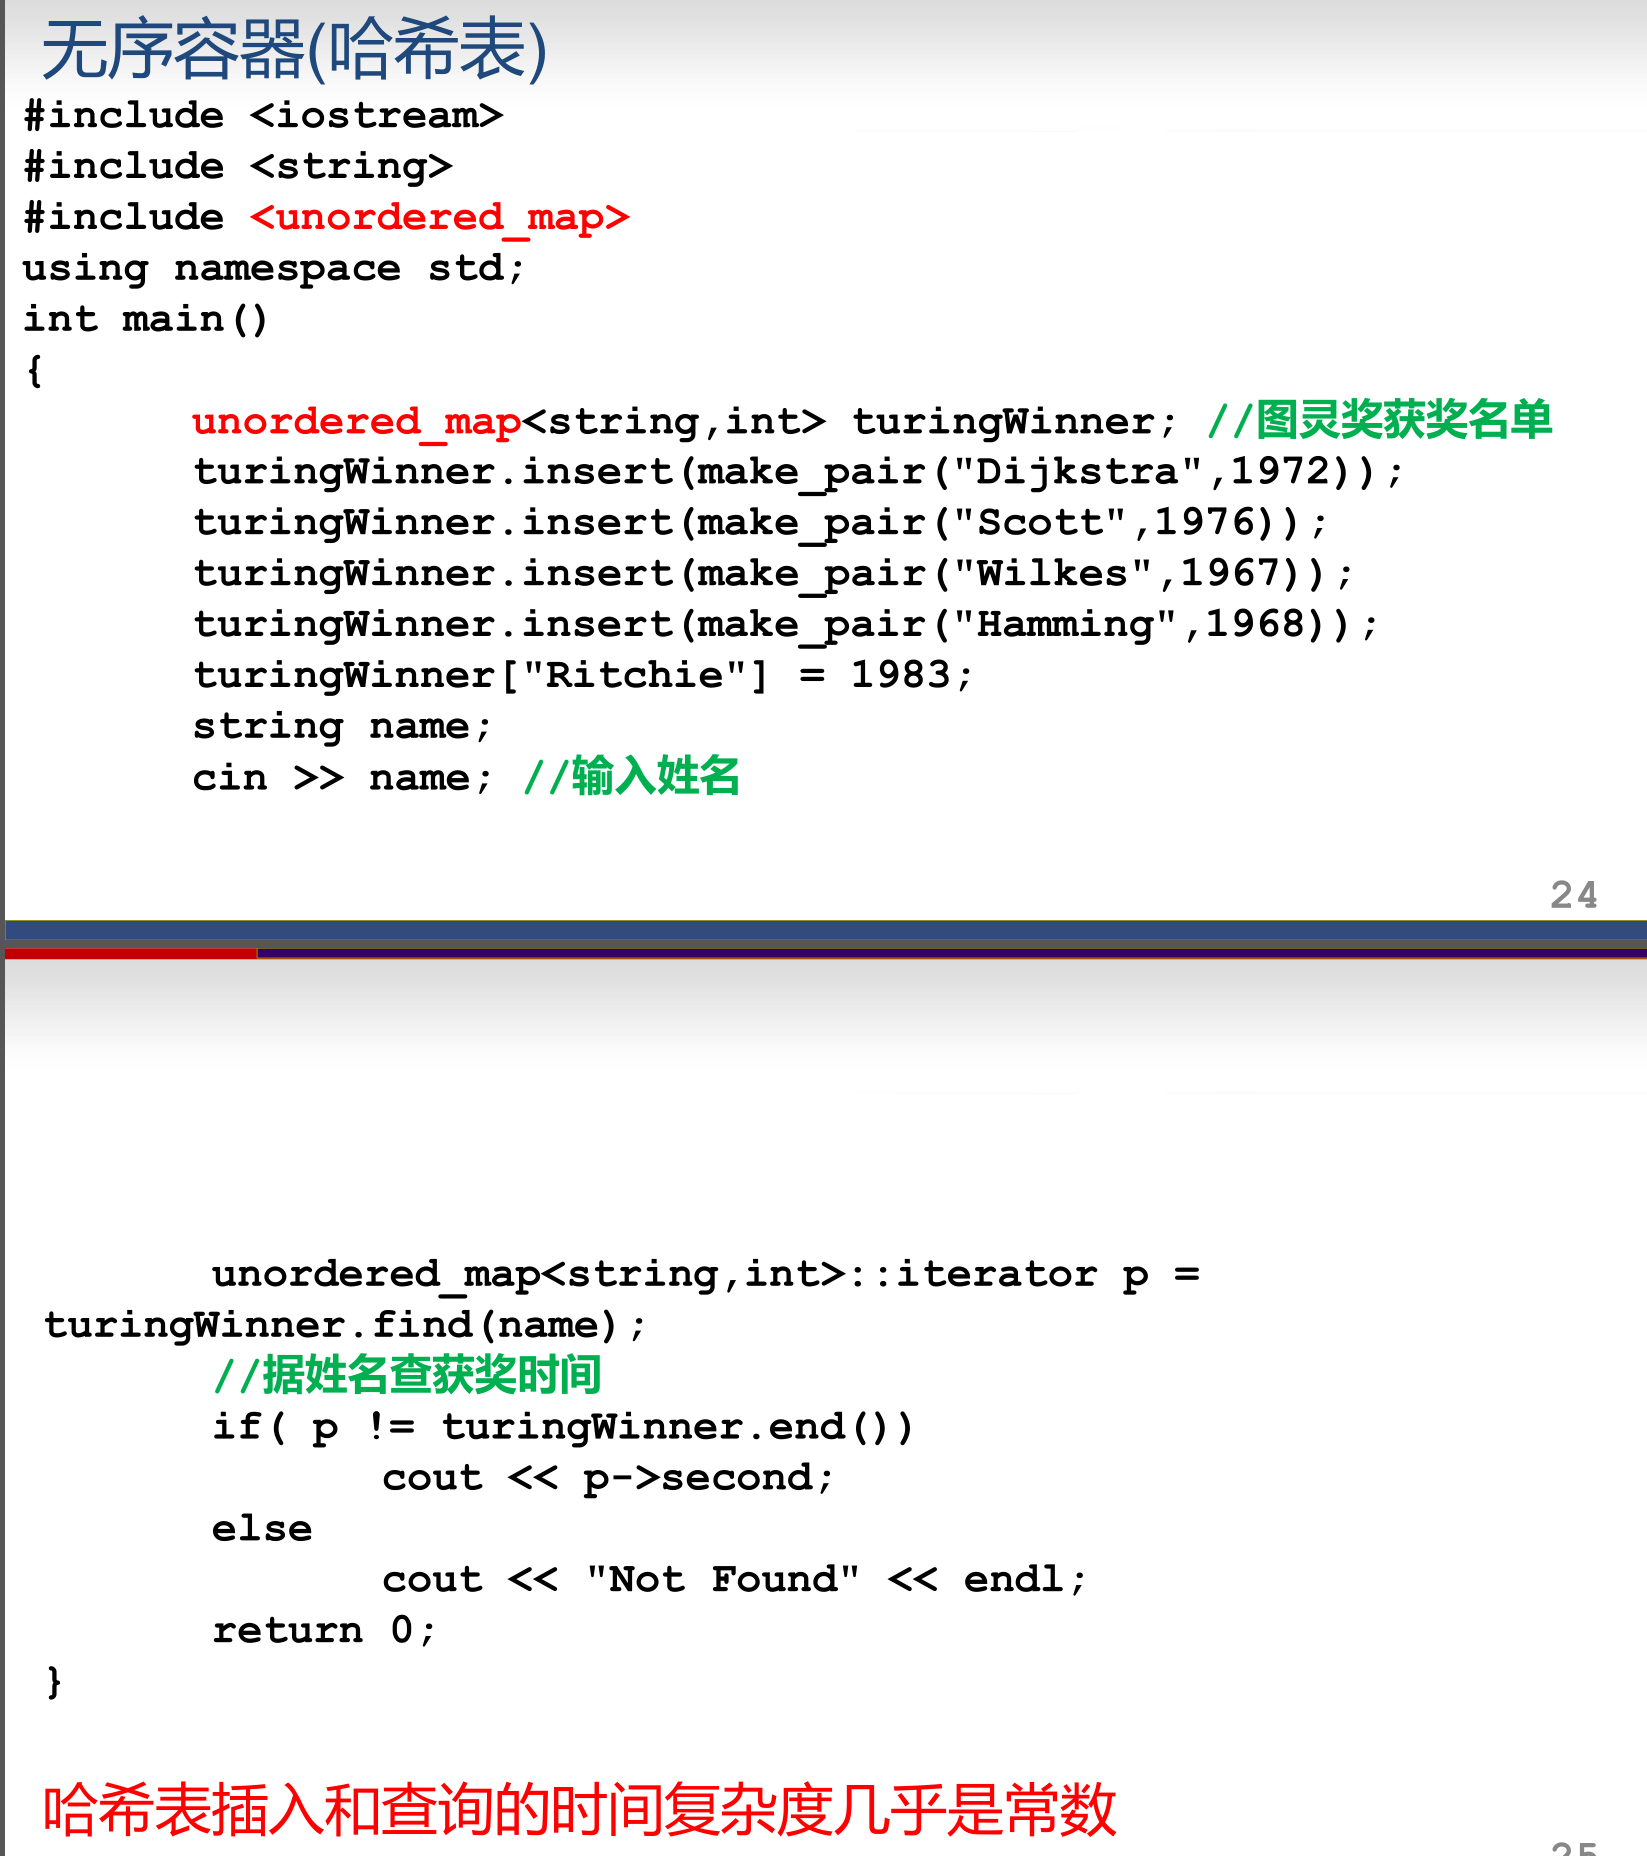 无序容器(哈希表)
#include <iostream>
#include <string>
#include <unordered_map>
using namespace std;
int main()
{
unordered_map<string,int> turingWinner; //图灵奖获奖名单
turingWinner.insert(make_pair("Dijkstra",1972));
turingWinner.insert(make_pair("Scott",1976));
turingWinner.insert(make_pair("Wilkes",1967));
turingWinner.insert(make_pair("Hamming",1968));
turingWinner["Ritchie"] = 1983;
string name;
cin >> name; //输入姓名
24
unordered_map<string,int>::iterator p =
turingWinner.find(name);
//据姓名查获奖时间
if( p != turingWinner.end())
cout << p->second;
else
cout << "Not Found" << endl;
return 0;
}
哈希表插入和查询的时间复杂度几乎是常数
25